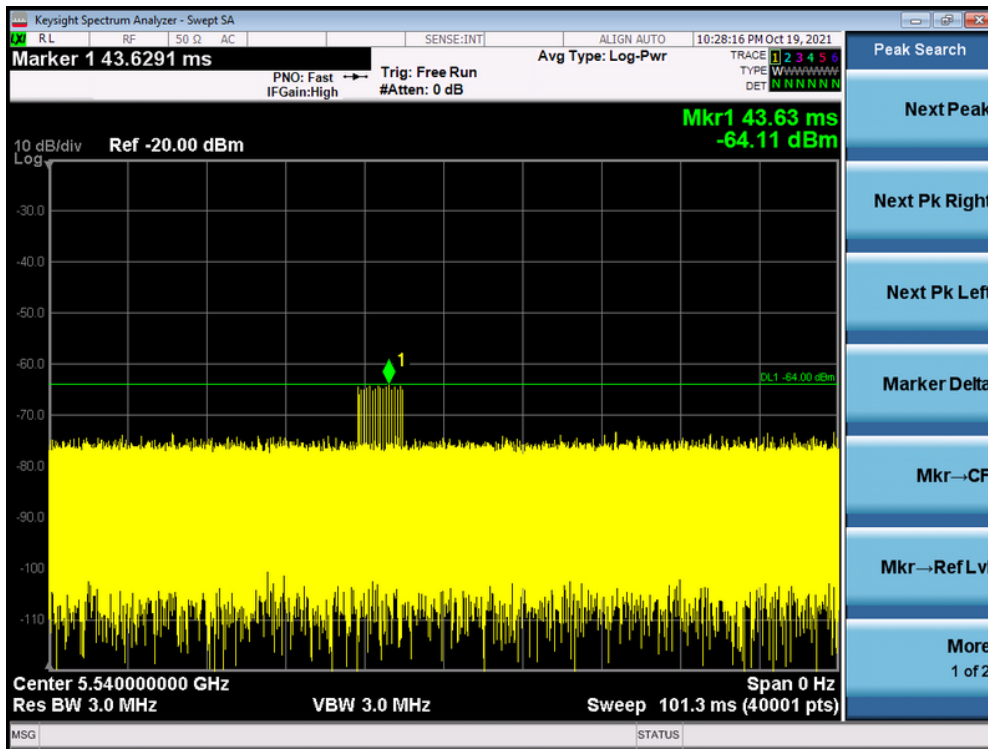 Keysight Spectrum Analyzer - Swept SA
LXI RL RF 50 Ω AC SENSE:INT ALIGN AUTO 10:28:16 PM Oct 19, 2021
Marker 1 43.6291 ms
PNO: Fast
IFGain:High
Trig: Free Run
#Atten: 0 dB
Avg Type: Log-Pwr
TRACE 1 2 3 4 5 6
TYPE WWWWWW
DET N N N N N N
Mkr1 43.63 ms
-64.11 dBm
10 dB/div Ref -20.00 dBm
Log
-30.0
-40.0
-50.0
-60.0
1
DL1 -64.00 dBm
-70.0
-80.0
-90.0
-100
-110
Center 5.540000000 GHz Span 0 Hz
Res BW 3.0 MHz VBW 3.0 MHz Sweep 101.3 ms (40001 pts)
MSG STATUS
Peak Search
Next Peak
Next Pk Right
Next Pk Left
Marker Delta
Mkr→CF
Mkr→Ref Lvl
More
1 of 2